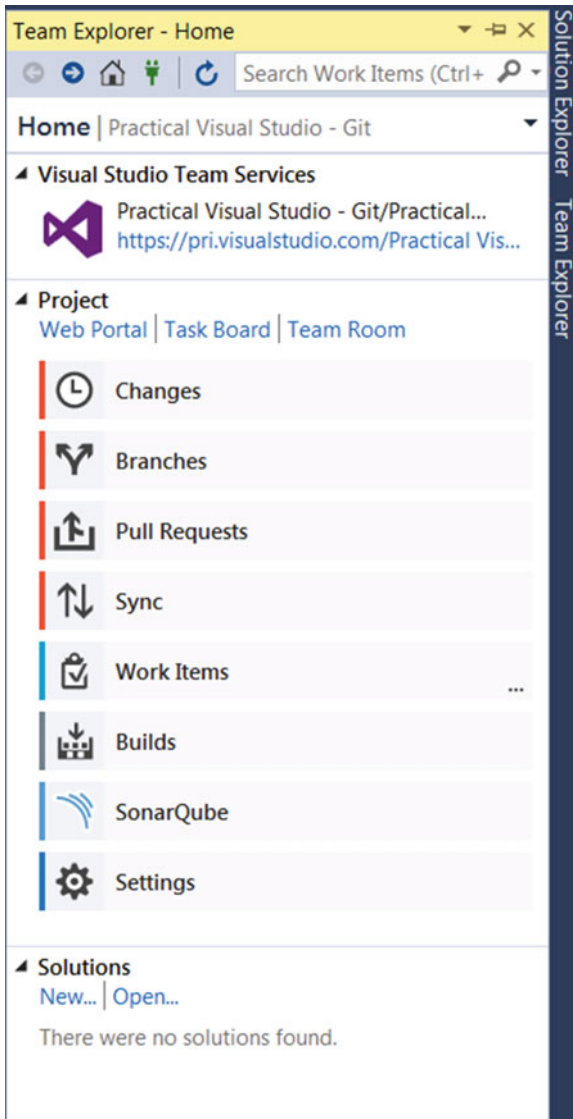 Team Explorer - Home
Search Work Items (Ctrl+
Home | Practical Visual Studio - Git
Visual Studio Team Services
Practical Visual Studio - Git/Practical...
https://pri.visualstudio.com/Practical Vis...
Project
Web Portal | Task Board | Team Room
Changes
Branches
Pull Requests
Sync
Work Items
...
Builds
SonarQube
Settings
Solutions
New... | Open...
There were no solutions found.
Solution Explorer
Team Explorer